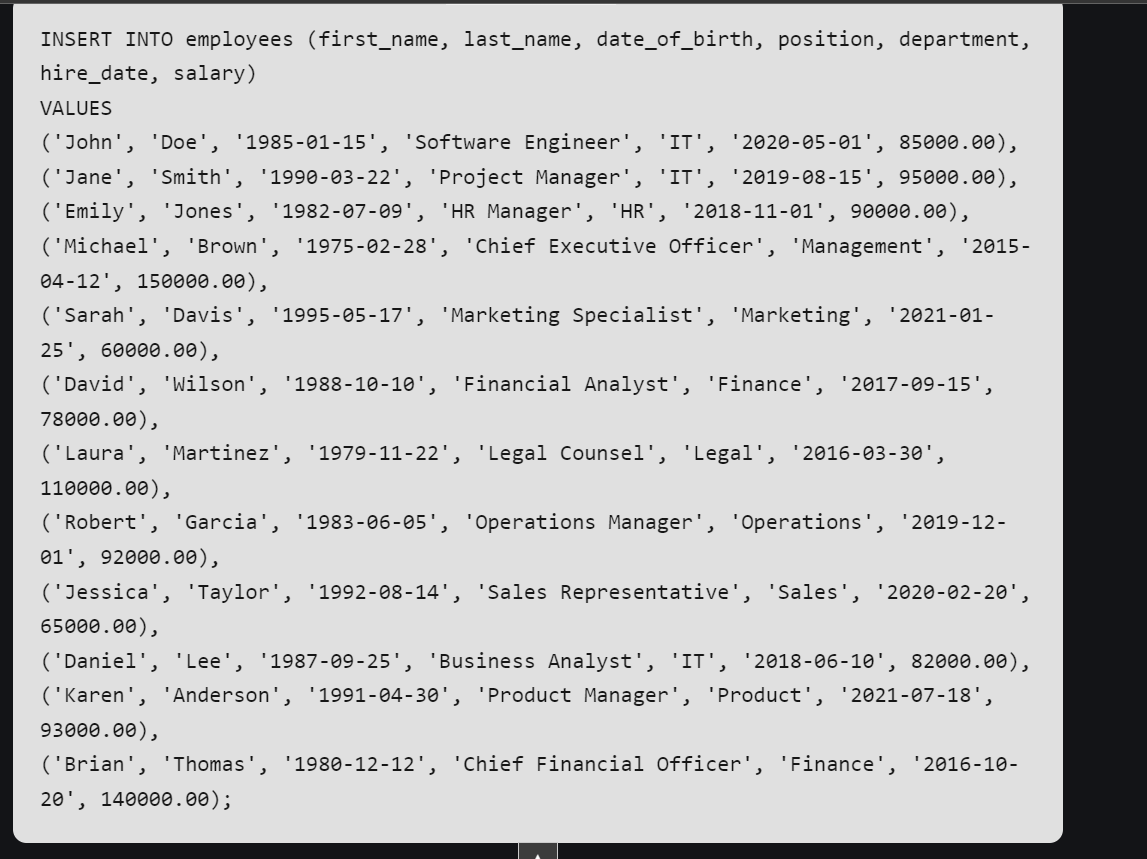 INSERT INTO employees (first_name, last_name, date_of_birth, position, department,
hire_date, salary)
VALUES
('John', 'Doe', '1985-01-15', 'Software Engineer', 'IT', '2020-05-01', 85000.00),
('Jane', 'Smith', '1990-03-22', 'Project Manager', 'IT', '2019-08-15', 95000.00),
('Emily', 'Jones', '1982-07-09', 'HR Manager', 'HR', '2018-11-01', 90000.00),
('Michael', 'Brown', '1975-02-28', 'Chief Executive Officer', 'Management', '2015-
04-12', 150000.00),
('Sarah', 'Davis', '1995-05-17', 'Marketing Specialist', 'Marketing', '2021-01-
25', 60000.00),
('David', 'Wilson', '1988-10-10', 'Financial Analyst', 'Finance', '2017-09-15',
78000.00),
('Laura', 'Martinez', '1979-11-22', 'Legal Counsel', 'Legal', '2016-03-30',
110000.00),
('Robert', 'Garcia', '1983-06-05', 'Operations Manager', 'Operations', '2019-12-
01', 92000.00),
('Jessica', 'Taylor', '1992-08-14', 'Sales Representative', 'Sales', '2020-02-20',
65000.00),
('Daniel', 'Lee', '1987-09-25', 'Business Analyst', 'IT', '2018-06-10', 82000.00),
('Karen', 'Anderson', '1991-04-30', 'Product Manager', 'Product', '2021-07-18',
93000.00),
('Brian', 'Thomas', '1980-12-12', 'Chief Financial Officer', 'Finance', '2016-10-
20', 140000.00);